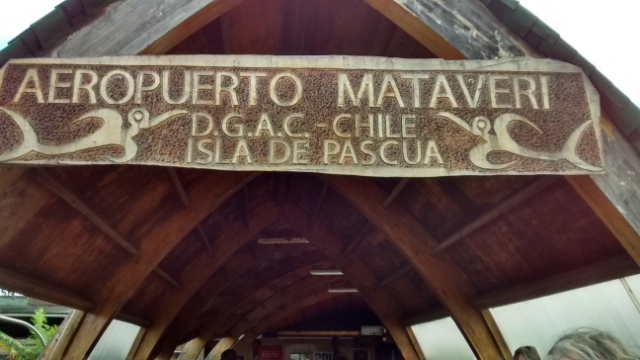 AEROPUERTO MATAVERI
D.G.A.C. - CHILE
ISLA DE PASCUA